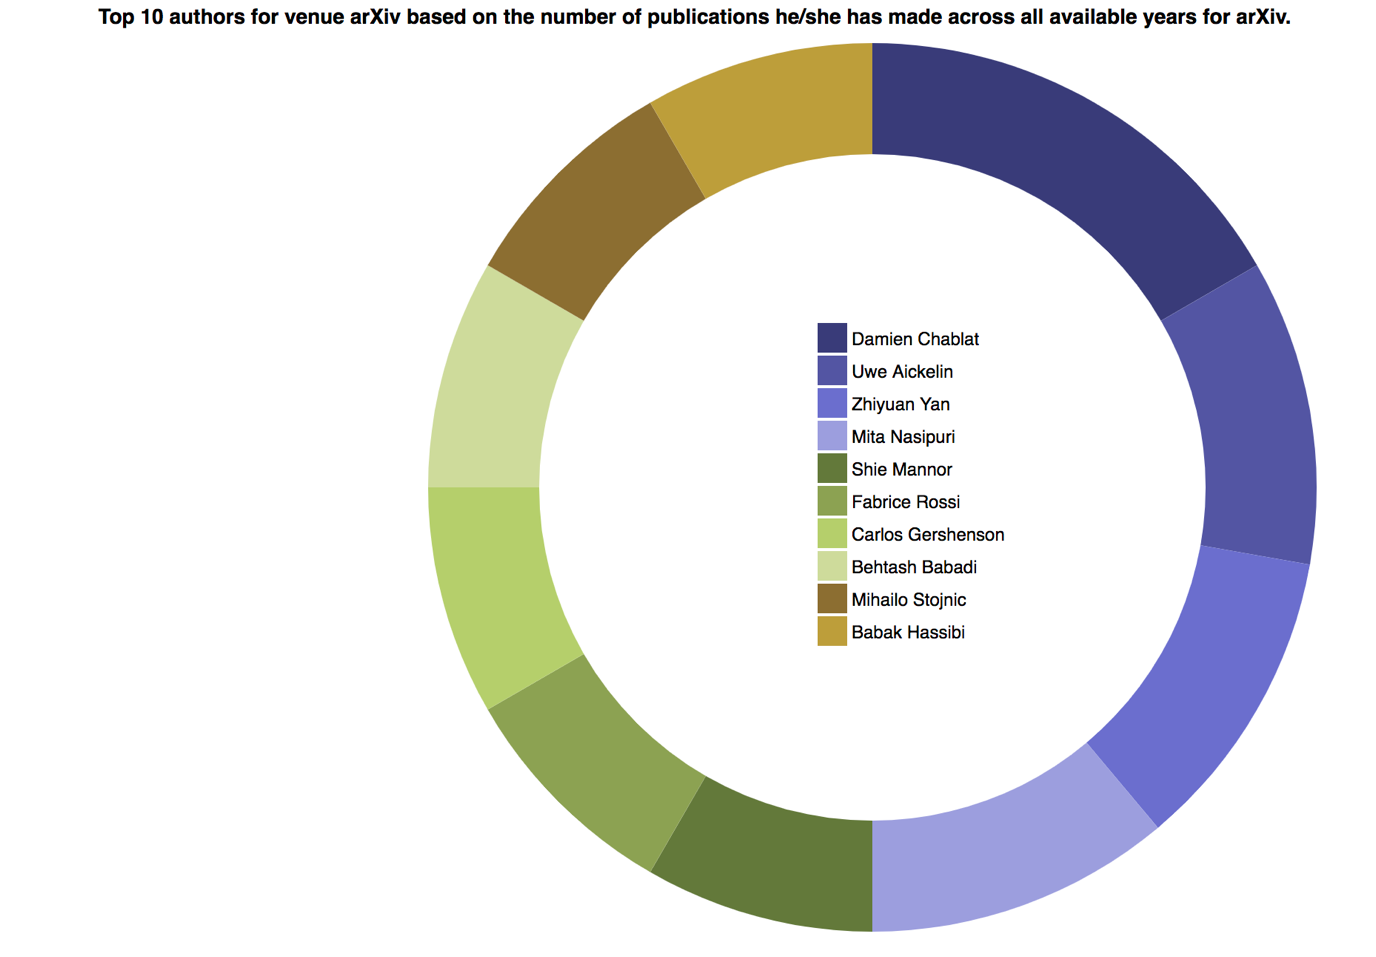 Top 10 authors for venue arXiv based on the number of publications he/she has made across all available years for arXiv.
Damien Chablat
Uwe Aickelin
Zhiyuan Yan
Mita Nasipuri
Shie Mannor
Fabrice Rossi
Carlos Gershenson
Behtash Babadi
Mihailo Stojnic
Babak Hassibi